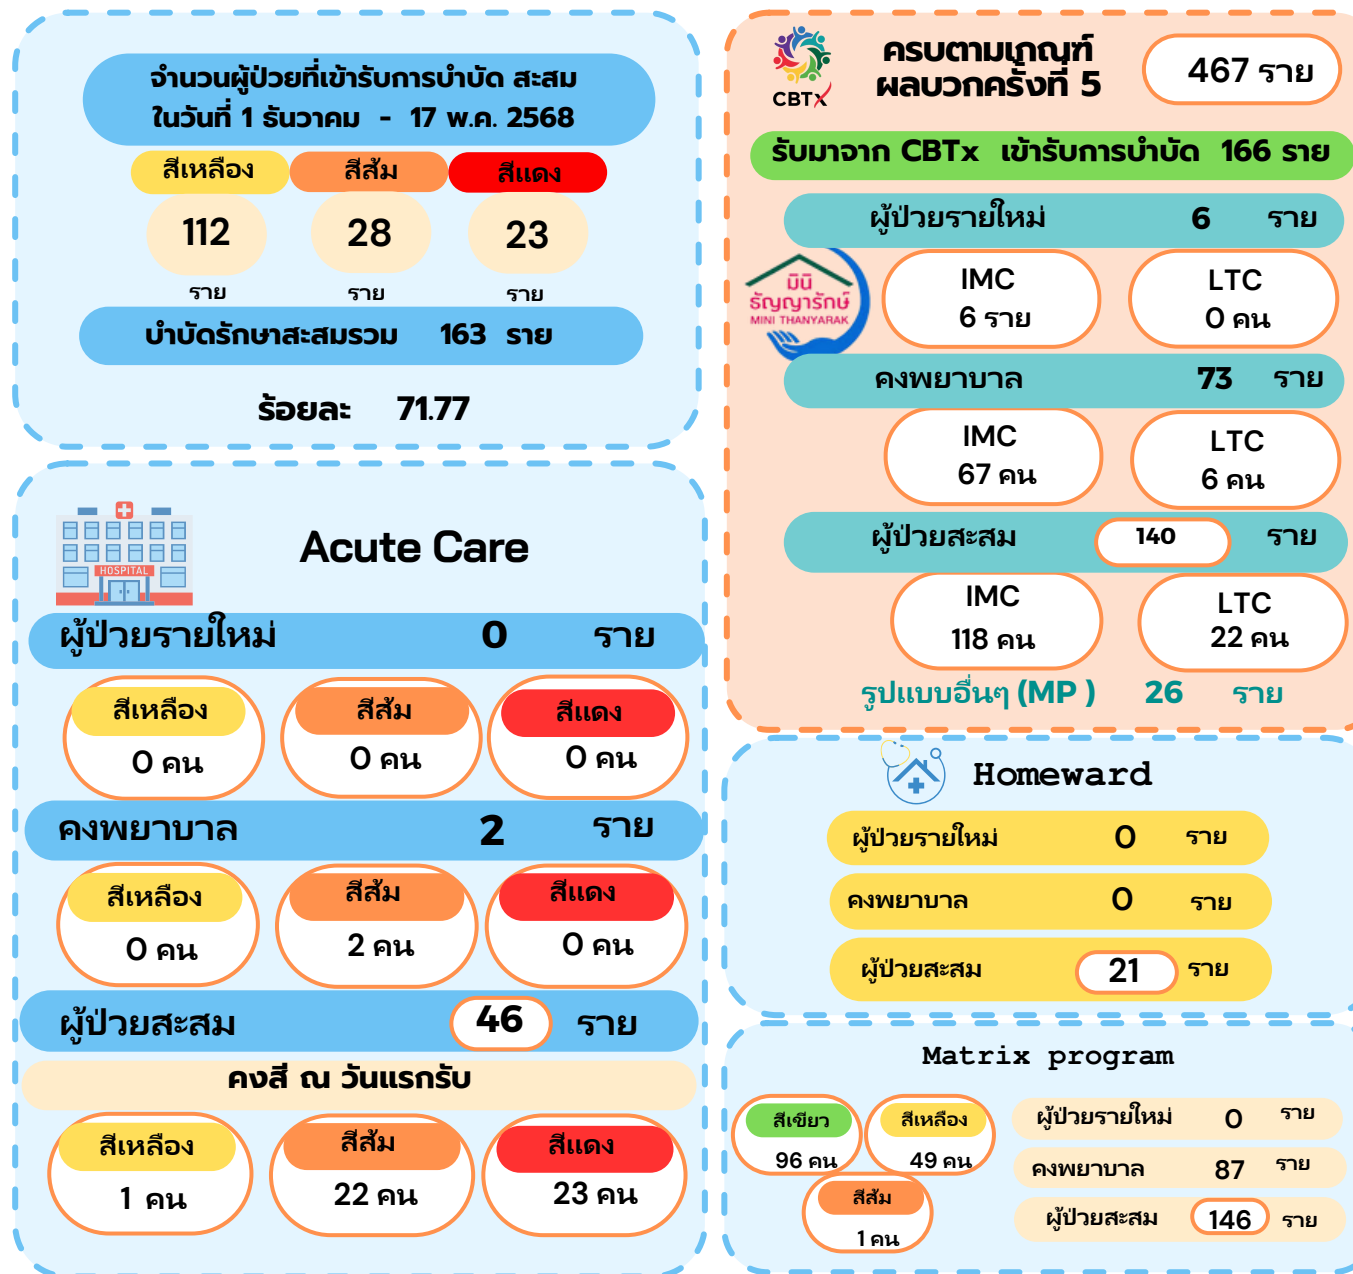 จำนวนผู้ป่วยที่เข้ารับการบำบัด สะสม
ในวันที่ 1 ธันวาคม - 17 พ.ค. 2568
สีเหลือง สีส้ม สีแดง
112 28 23
ราย ราย ราย
บำบัดรักษาสะสมรวม 163 ราย
ร้อยละ 71.77
HOSPITAL
Acute Care
ผู้ป่วยรายใหม่ 0 ราย
สีเหลือง สีส้ม สีแดง
0 คน 0 คน 0 คน
คงพยาบาล 2 ราย
สีเหลือง สีส้ม สีแดง
0 คน 2 คน 0 คน
ผู้ป่วยสะสม 46 ราย
คงสี ณ วันแรกรับ
สีเหลือง สีส้ม สีแดง
1 คน 22 คน 23 คน
CBTx
ครบตามเกณฑ์
ผลบวกครั้งที่ 5
467 ราย
รับมาจาก CBTx เข้ารับการบำบัด 166 ราย
ผู้ป่วยรายใหม่ 6 ราย
มินิ
ธัญญารักษ์
MINI THANYARAK
IMC LTC
6 ราย 0 คน
คงพยาบาล 73 ราย
IMC LTC
67 คน 6 คน
ผู้ป่วยสะสม 140 ราย
IMC LTC
118 คน 22 คน
รูปแบบอื่นๆ (MP ) 26 ราย
Homeward
ผู้ป่วยรายใหม่ 0 ราย
คงพยาบาล 0 ราย
ผู้ป่วยสะสม 21 ราย
Matrix program
สีเขียว สีเหลือง
96 คน 49 คน
สีส้ม
1 คน
ผู้ป่วยรายใหม่ 0 ราย
คงพยาบาล 87 ราย
ผู้ป่วยสะสม 146 ราย